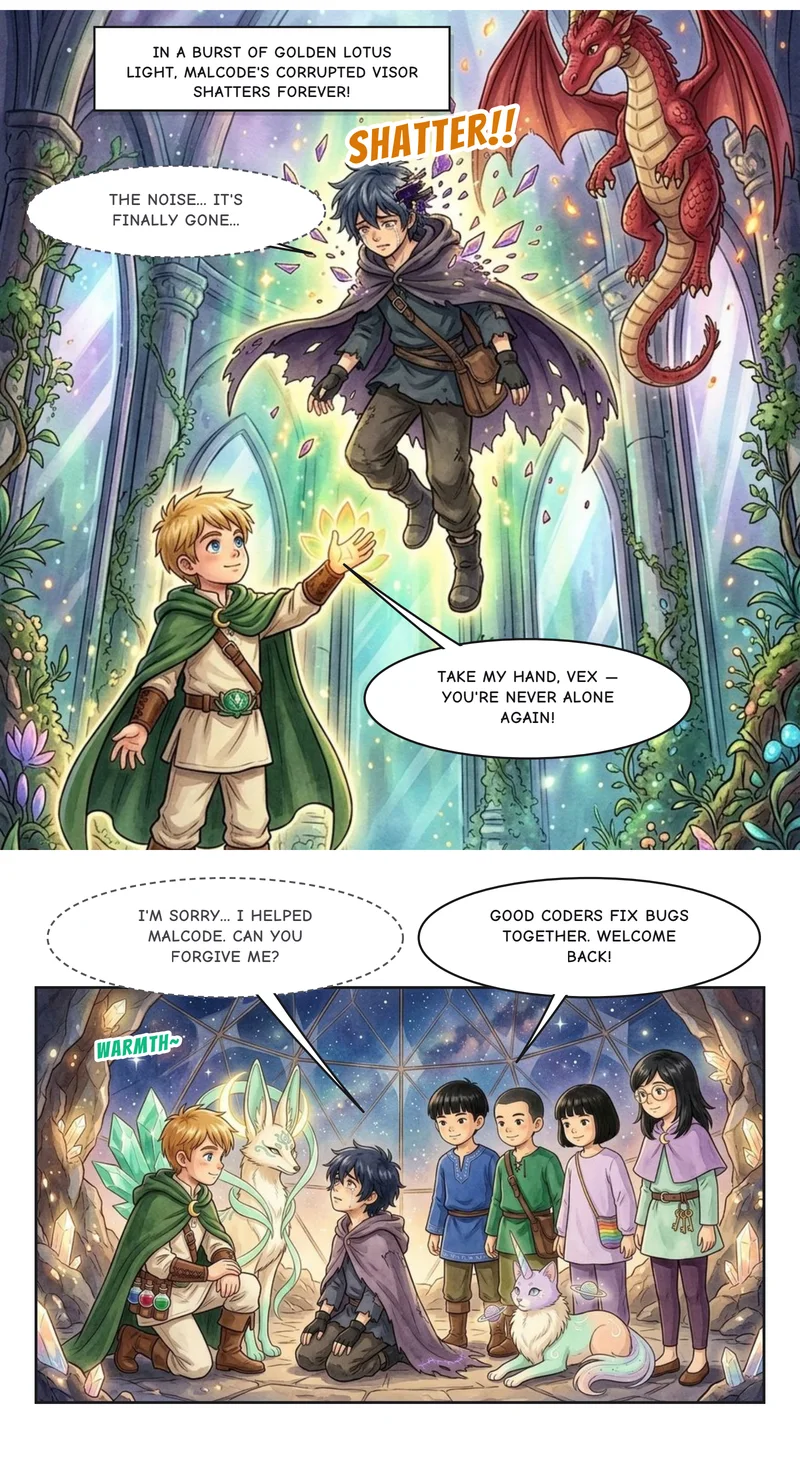 IN A BURST OF GOLDEN LOTUS
LIGHT, MALCODE'S CORRUPTED VISOR
SHATTERS FOREVER!
SHATTER!!
THE NOISE... IT'S
FINALLY GONE...
TAKE MY HAND, VEX —
YOU'RE NEVER ALONE
AGAIN!
I'M SORRY... I HELPED
MALCODE. CAN YOU
FORGIVE ME?
GOOD CODERS FIX BUGS
TOGETHER. WELCOME
BACK!
WARMTH~